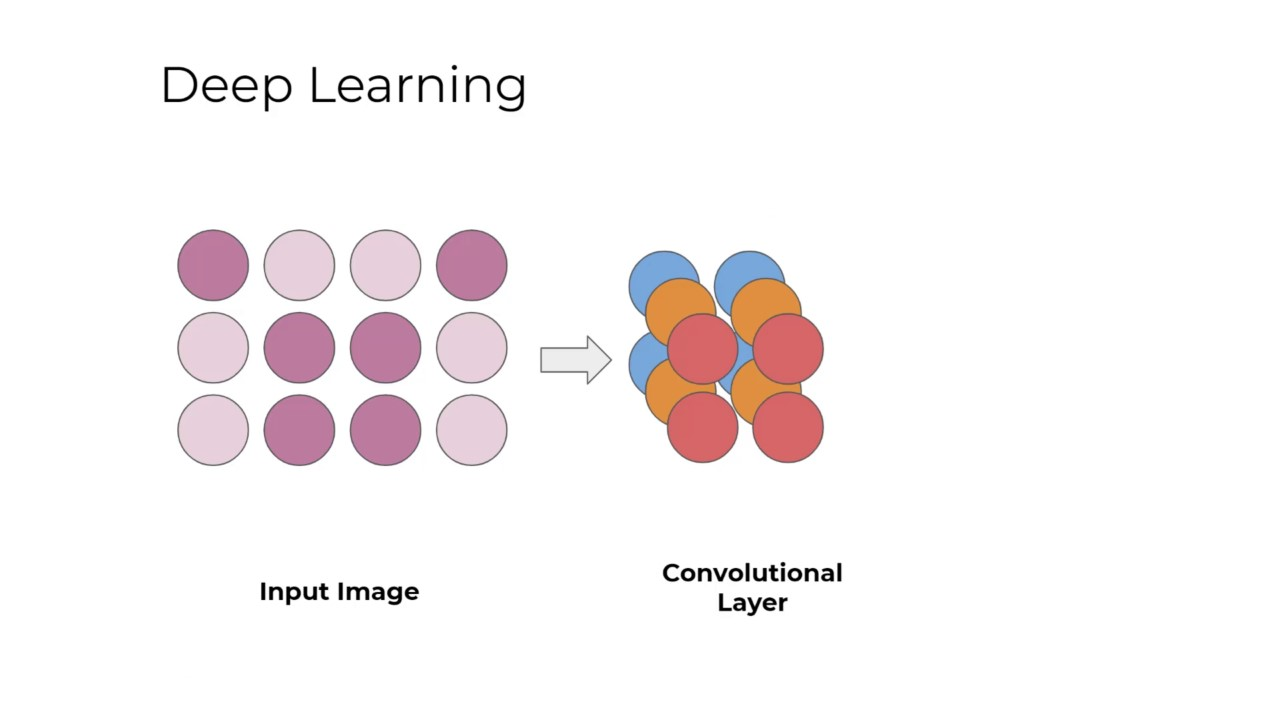 Deep Learning
Input Image
Convolutional
Layer